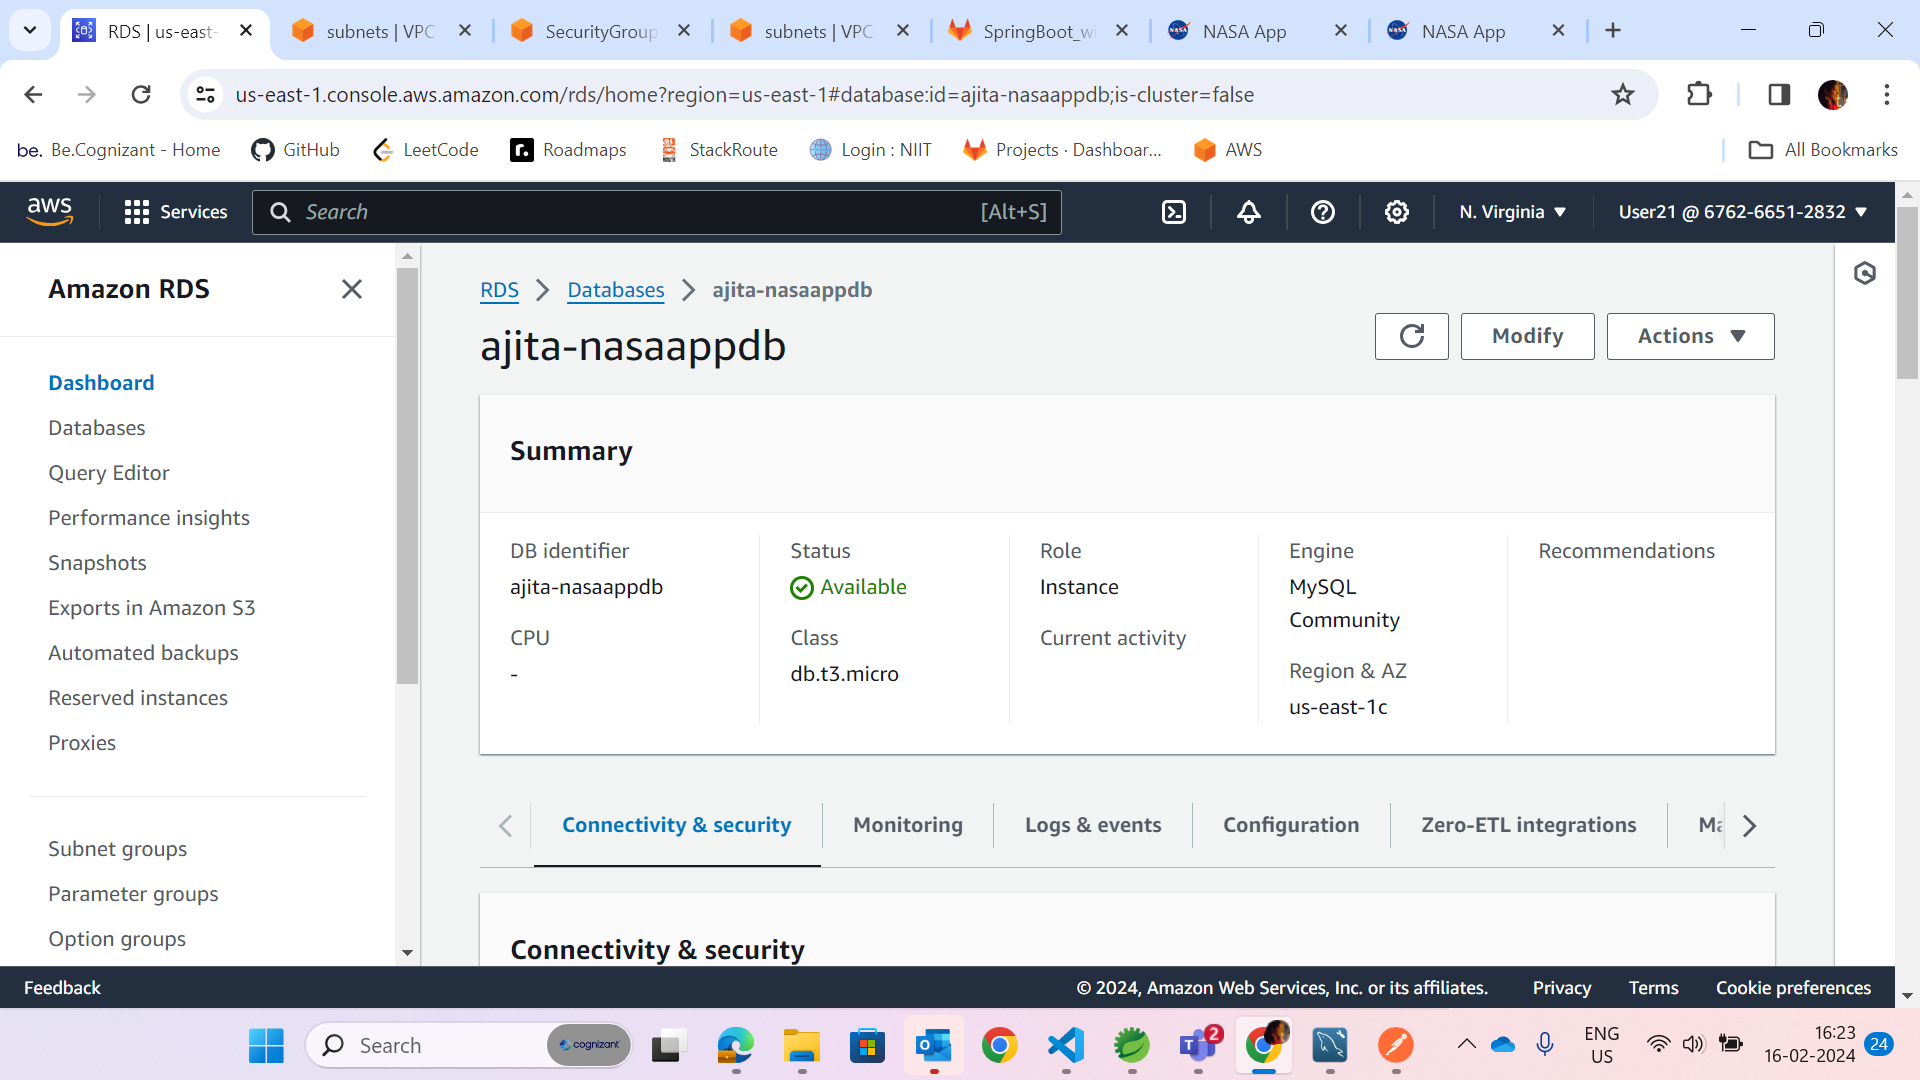 RDS | us-east-
subnets | VPC
SecurityGroup
subnets | VPC
SpringBoot_wi
NASA App
NASA App
us-east-1.console.aws.amazon.com/rds/home?region=us-east-1#database:id=ajita-nasaappdb;is-cluster=false
be. Be.Cognizant - Home
GitHub
LeetCode
Roadmaps
StackRoute
Login : NIIT
Projects · Dashboar...
AWS
All Bookmarks
aws
Services
Search
[Alt+S]
N. Virginia
User21 @ 6762-6651-2832
Amazon RDS
Dashboard
Databases
Query Editor
Performance insights
Snapshots
Exports in Amazon S3
Automated backups
Reserved instances
Proxies
Subnet groups
Parameter groups
Option groups
RDS
Databases
ajita-nasaappdb
ajita-nasaappdb
Modify
Actions
Summary
DB identifier
ajita-nasaappdb
CPU
-
Status
Available
Class
db.t3.micro
Role
Instance
Current activity
Engine
MySQL
Community
Region & AZ
us-east-1c
Recommendations
Connectivity & security
Monitoring
Logs & events
Configuration
Zero-ETL integrations
Ma
Connectivity & security
Feedback
© 2024, Amazon Web Services, Inc. or its affiliates.
Privacy
Terms
Cookie preferences
Search
cognizant
2
ENG
US
16:23
16-02-2024
24